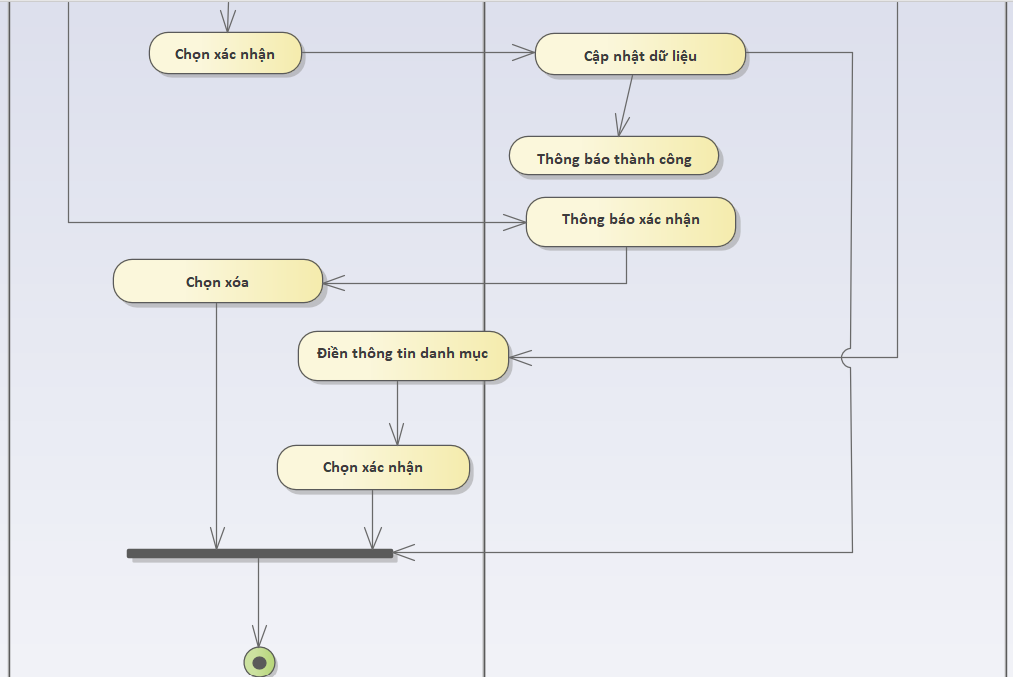 Chọn xác nhận
Cập nhật dữ liệu
Thông báo thành công
Thông báo xác nhận
Chọn xóa
Điền thông tin danh mục
Chọn xác nhận